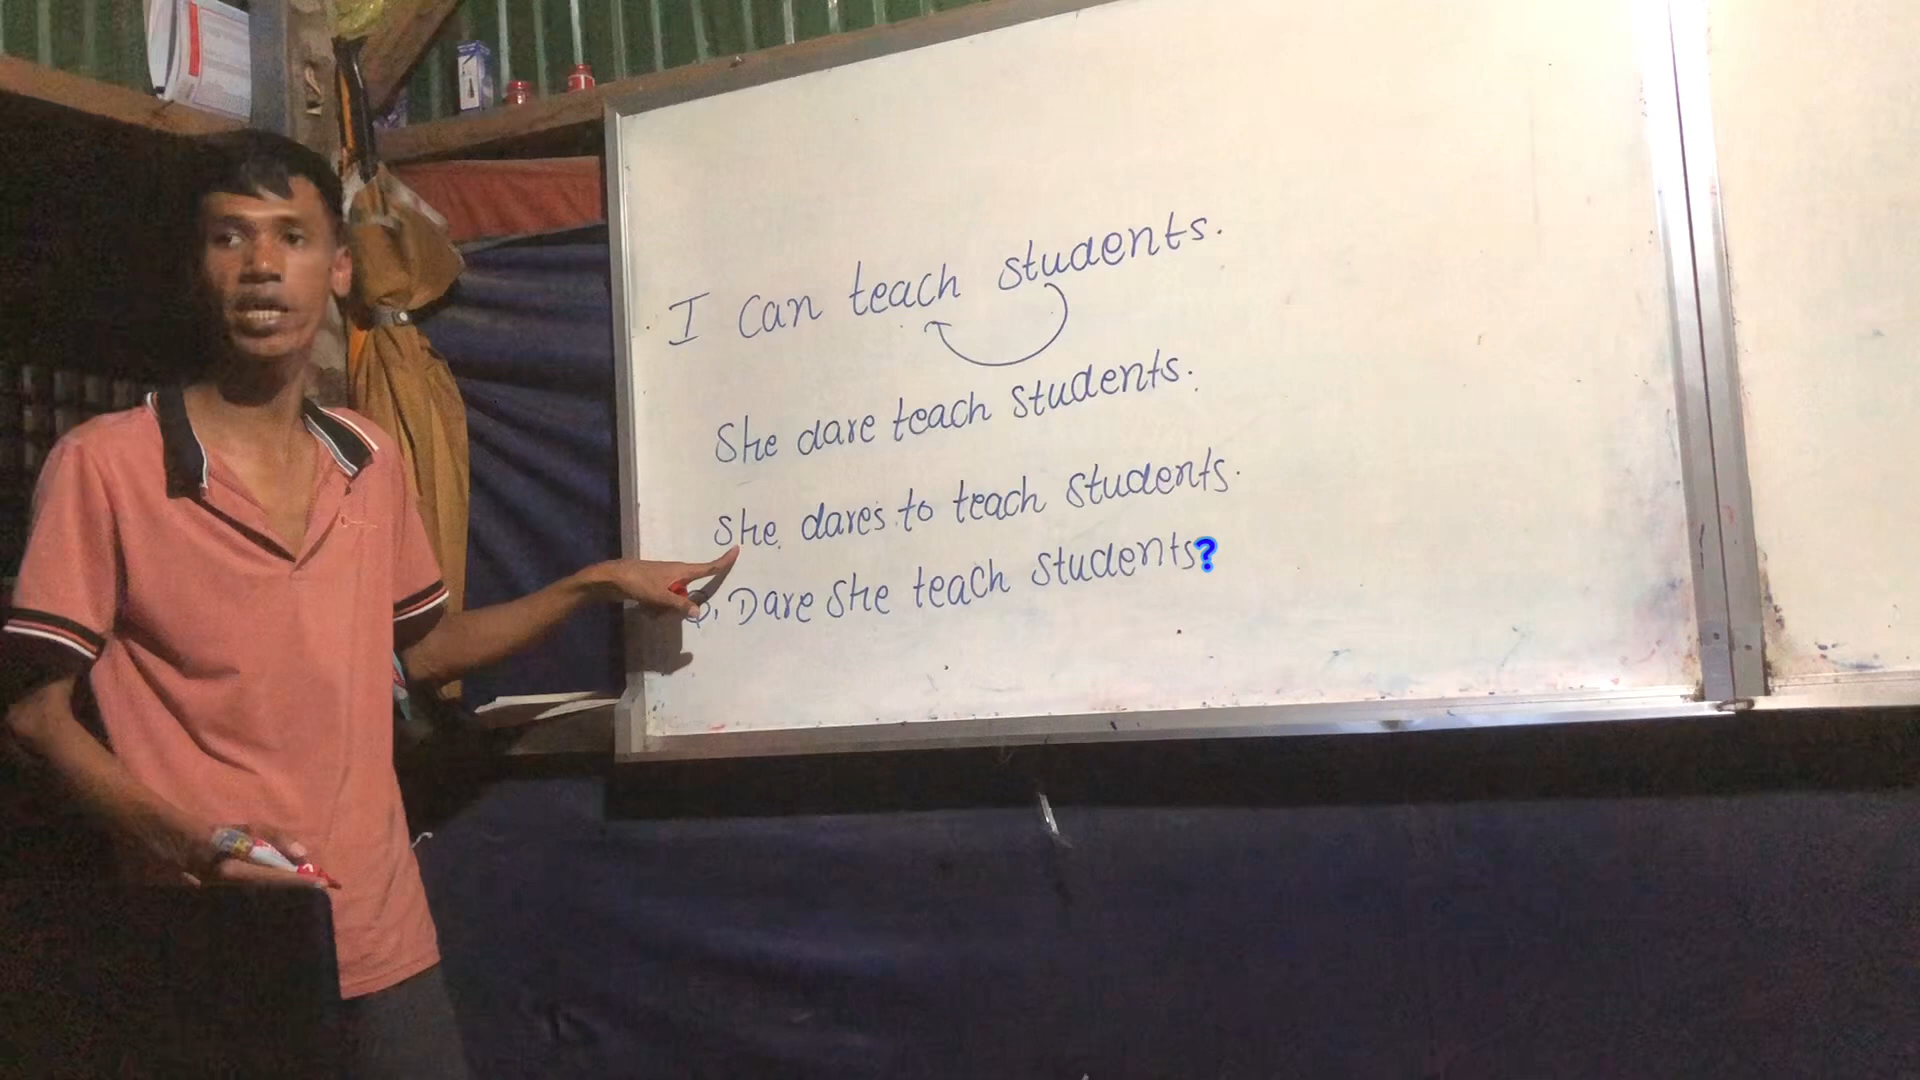 I can teach students.
She dare teach students.
She dares to teach students.
Q. Dare she teach students?